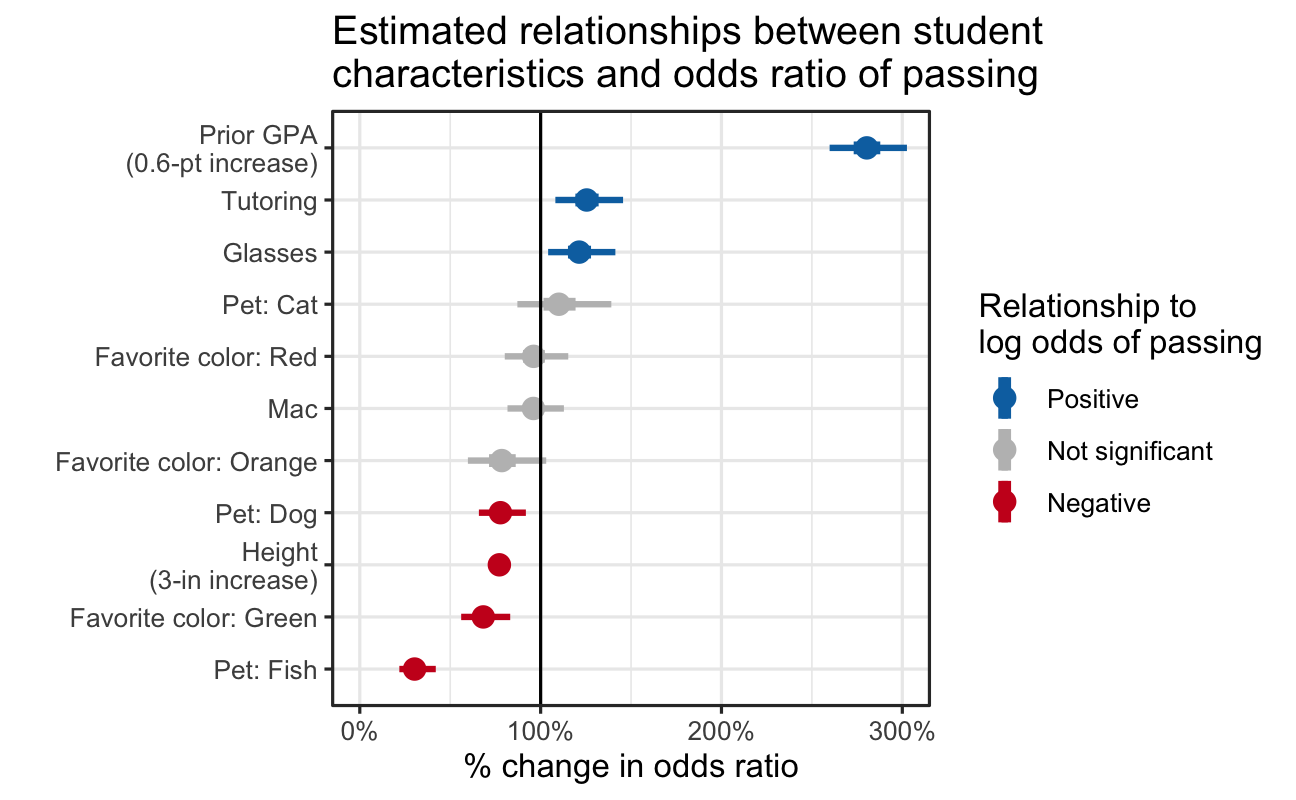 Estimated relationships between student
characteristics and odds ratio of passing
Prior GPA
(0.6-pt increase)
Tutoring
Glasses
Pet: Cat
Favorite color: Red
Mac
Favorite color: Orange
Pet: Dog
Height
(3-in increase)
Favorite color: Green
Pet: Fish
0% 100% 200% 300%
% change in odds ratio
Relationship to
log odds of passing
Positive
Not significant
Negative